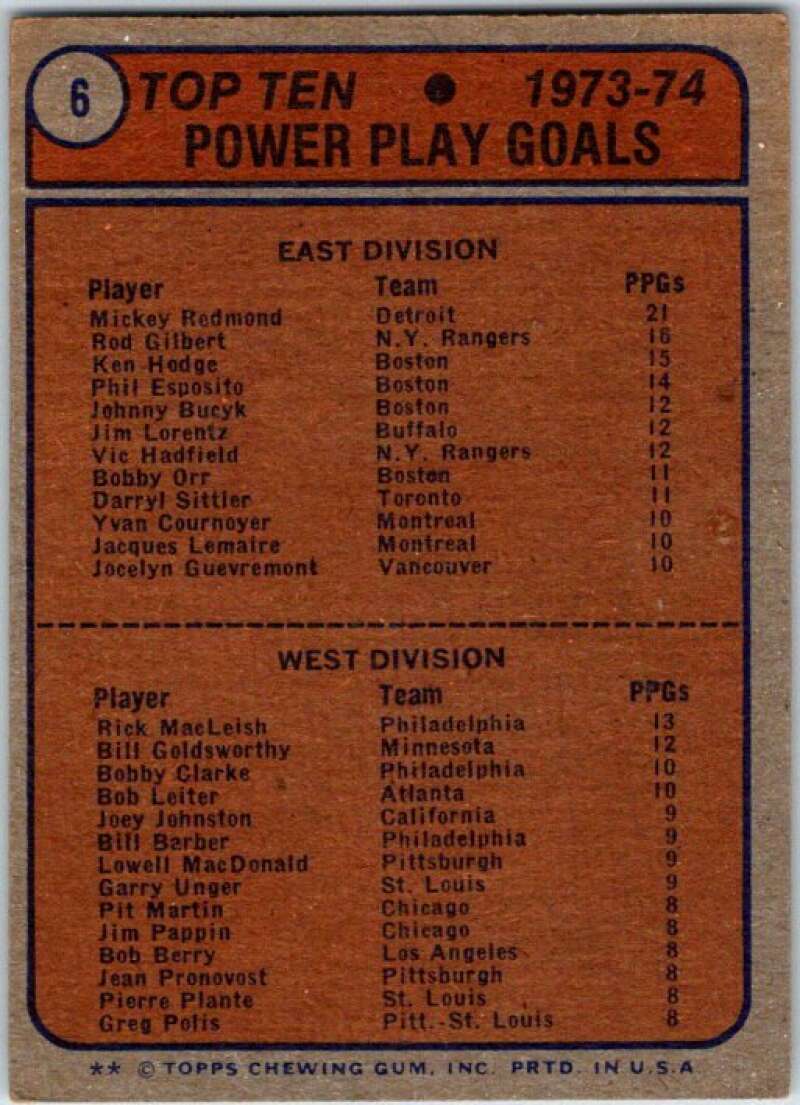 6 TOP TEN ● 1973-74
POWER PLAY GOALS
EAST DIVISION
Player Team PPGs
Mickey Redmond Detroit 21
Rod Gilbert N.Y. Rangers 16
Ken Hodge Boston 15
Phil Esposito Boston 14
Johnny Bucyk Boston 12
Jim Lorentz Buffalo 12
Vic Hadfield N.Y. Rangers 12
Bobby Orr Boston 11
Darryl Sittler Toronto 11
Yvan Cournoyer Montreal 10
Jacques Lemaire Montreal 10
Jocelyn Guevremont Vancouver 10
WEST DIVISION
Player Team PPGs
Rick MacLeish Philadelphia 13
Bill Goldsworthy Minnesota 12
Bobby Clarke Philadelphia 10
Bob Leiter Atlanta 10
Joey Johnston California 9
Bill Barber Philadelphia 9
Lowell MacDonald Pittsburgh 9
Garry Unger St. Louis 9
Pit Martin Chicago 8
Jim Pappin Chicago 8
Bob Berry Los Angeles 8
Jean Pronovost Pittsburgh 8
Pierre Plante St. Louis 8
Greg Polis Pitt.-St. Louis 8
** © TOPPS CHEWING GUM, INC. PRTD. IN U.S.A